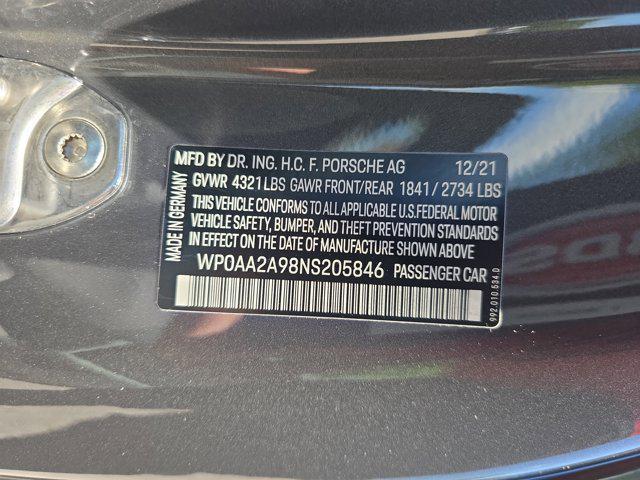 MFD BY DR. ING. H.C. F. PORSCHE AG 12/21
GVWR 4321 LBS GAWR FRONT/REAR 1841 / 2734 LBS
THIS VEHICLE CONFORMS TO ALL APPLICABLE U.S. FEDERAL MOTOR
VEHICLE SAFETY, BUMPER, AND THEFT PREVENTION STANDARDS
IN EFFECT ON THE DATE OF MANUFACTURE SHOWN ABOVE.
WP0AA2A98NS205846 PASSENGER CAR
MADE IN GERMANY
992.010.534.D